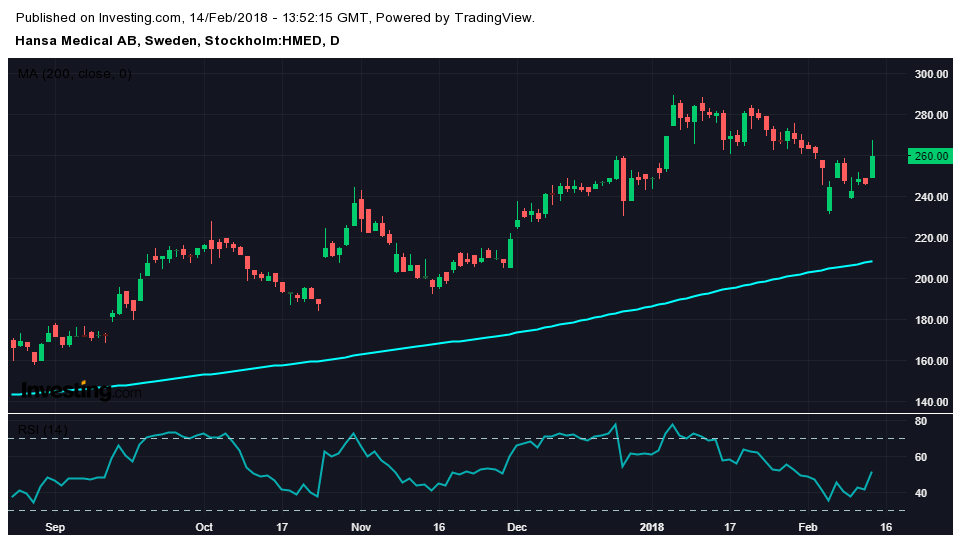 Published on Investing.com, 14/Feb/2018 - 13:52:15 GMT, Powered by TradingView.
Hansa Medical AB, Sweden, Stockholm:HMED, D
MA (200, close, 0)
300.00
280.00
260.00
240.00
220.00
200.00
180.00
160.00
140.00
Investing.com
RSI (14)
80
60
40
Sep Oct 17 Nov 16 Dec 2018 17 Feb 16